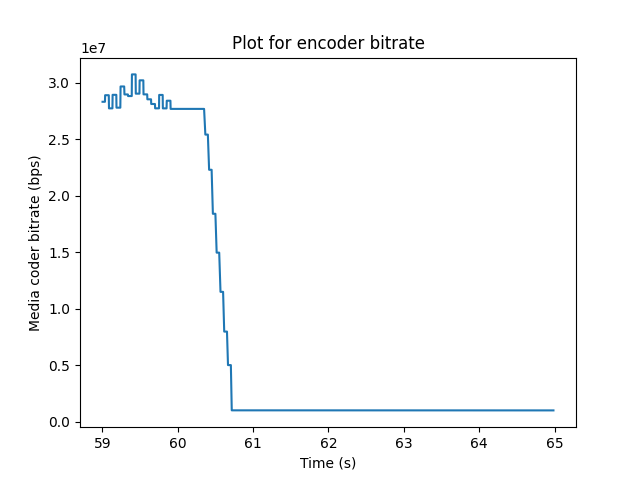 Plot for encoder bitrate
1e7
3.0
2.5
2.0
1.5
1.0
0.5
0.0
Media coder bitrate (bps)
59 60 61 62 63 64 65
Time (s)